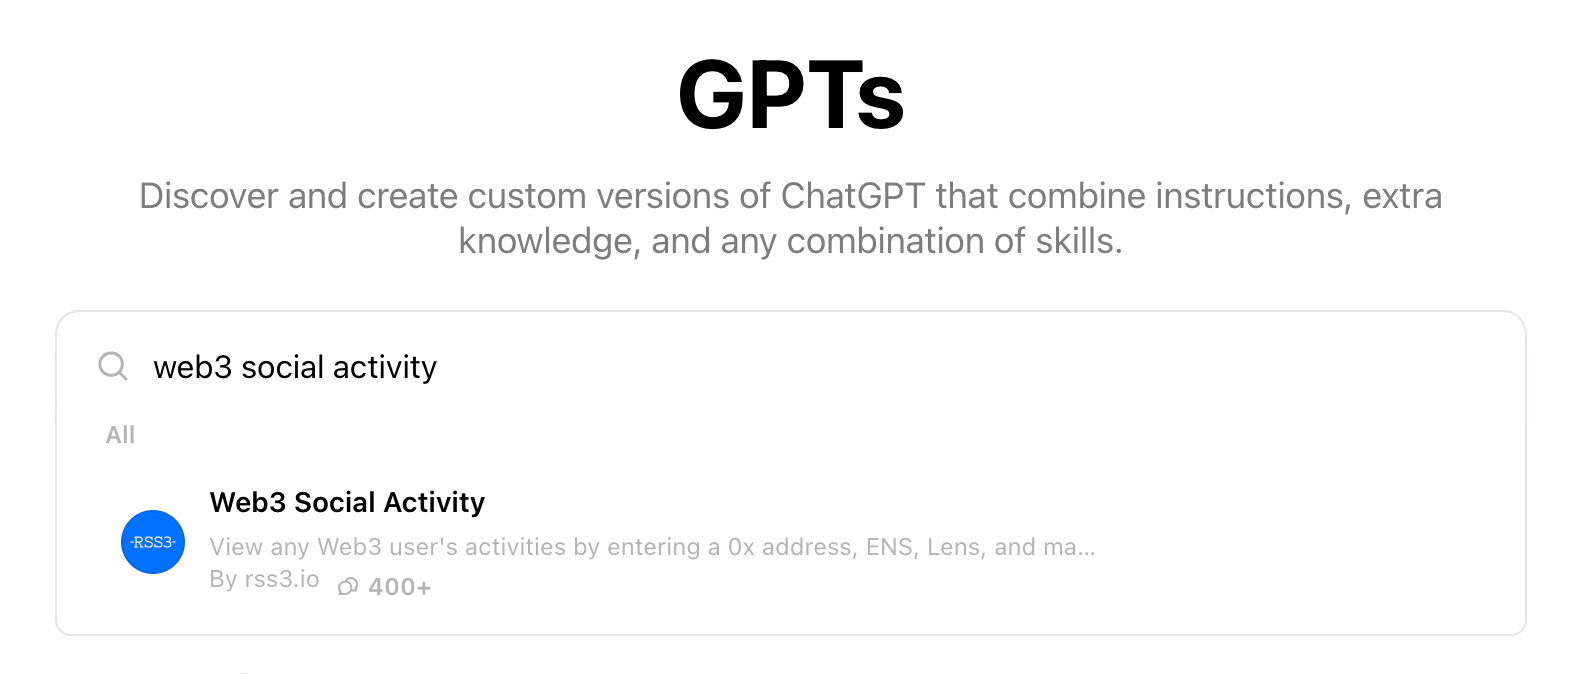 GPTs
Discover and create custom versions of ChatGPT that combine instructions, extra
knowledge, and any combination of skills.
web3 social activity
All
Web3 Social Activity
-RSS3-
View any Web3 user's activities by entering a 0x address, ENS, Lens, and ma...
By rss3.io 400+